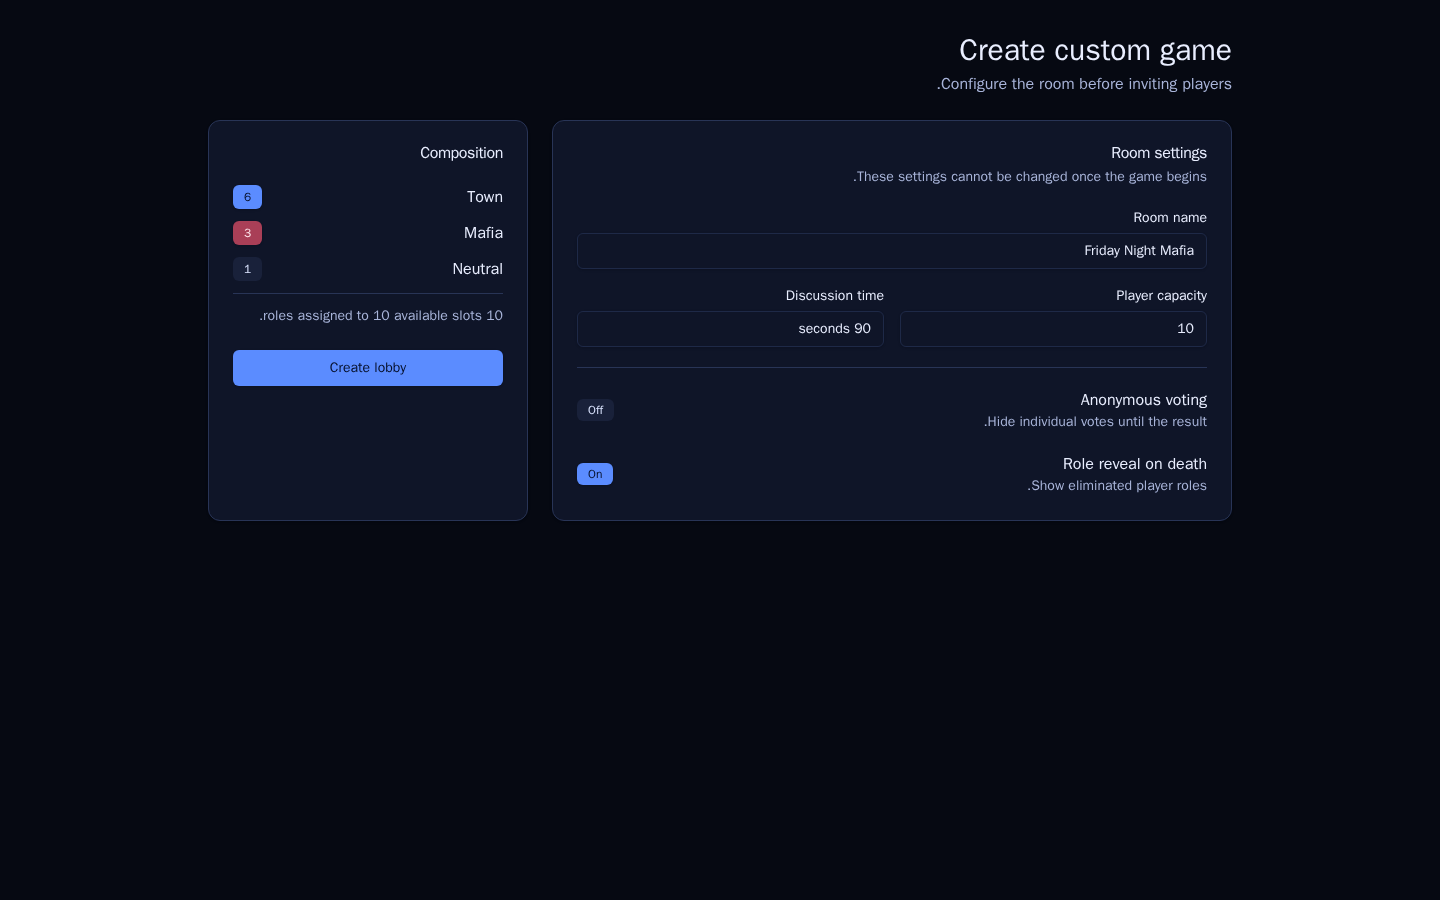 Create custom game
.Configure the room before inviting players
Room settings
.These settings cannot be changed once the game begins
Room name
Friday Night Mafia
Player capacity
10
Discussion time
seconds 90
Anonymous voting
.Hide individual votes until the result
Off
Role reveal on death
.Show eliminated player roles
On
Composition
Town
6
Mafia
3
Neutral
1
.roles assigned to 10 available slots 10
Create lobby